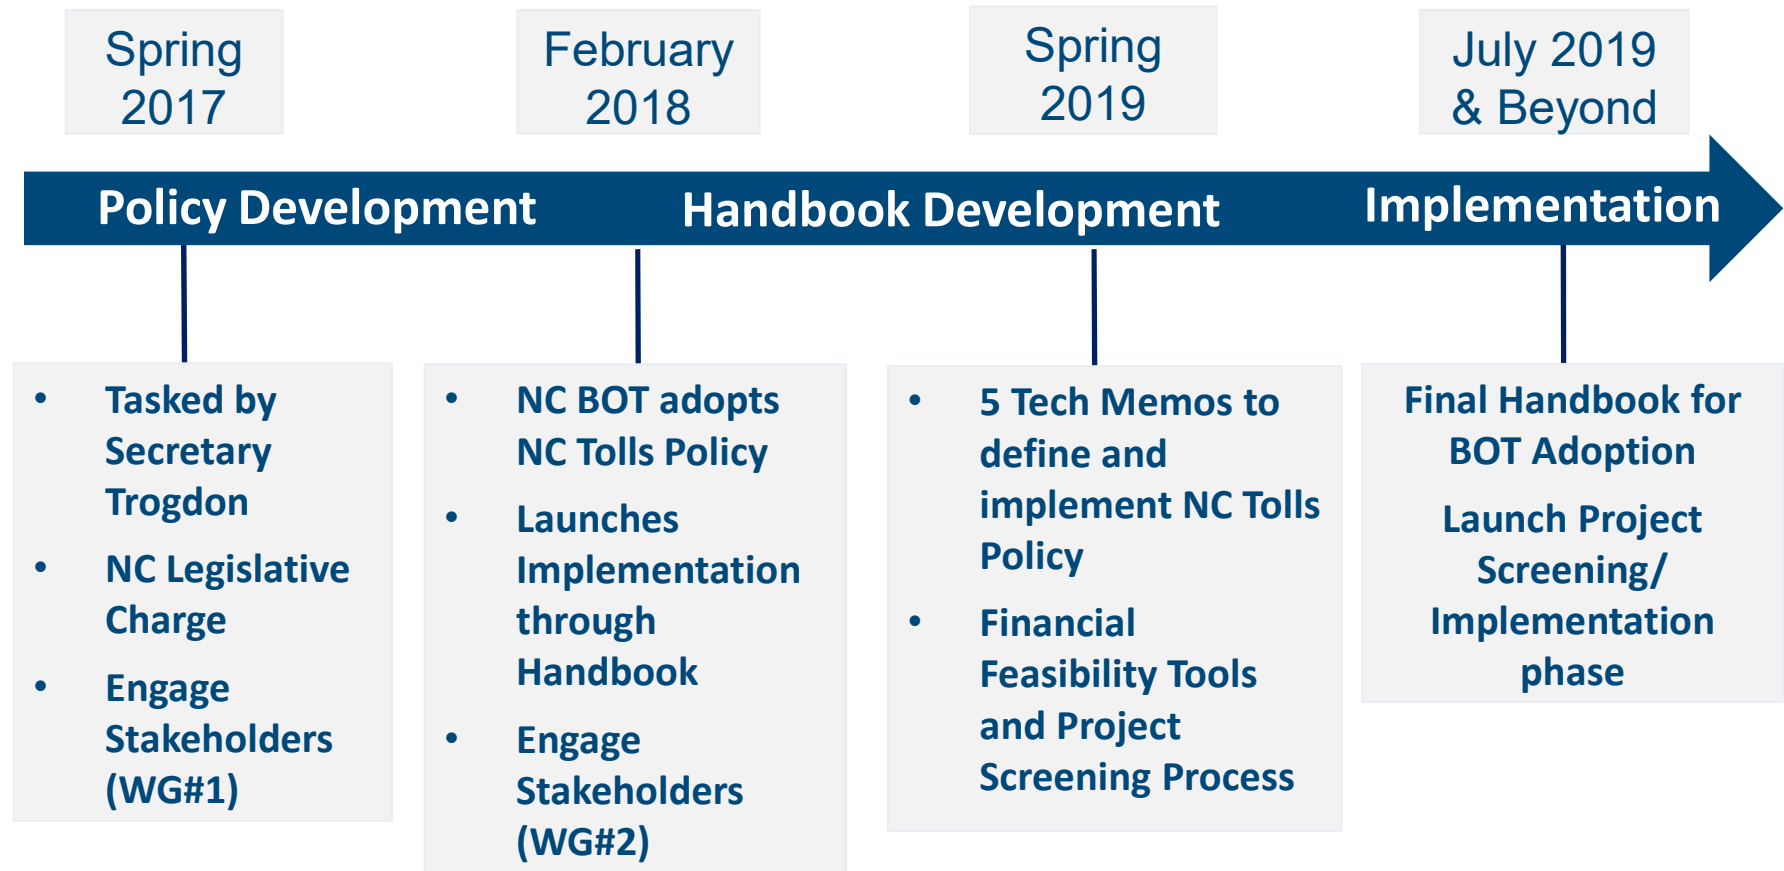 Spring
2017
February
2018
Spring
2019
July 2019
& Beyond
Policy Development
Handbook Development
Implementation
• Tasked by
Secretary
Trogdon
• NC Legislative
Charge
• Engage
Stakeholders
(WG#1)
• NC BOT adopts
NC Tolls Policy
• Launches
Implementation
through
Handbook
• Engage
Stakeholders
(WG#2)
• 5 Tech Memos to
define and
implement NC Tolls
Policy
• Financial
Feasibility Tools
and Project
Screening Process
Final Handbook for
BOT Adoption
Launch Project
Screening/
Implementation
phase